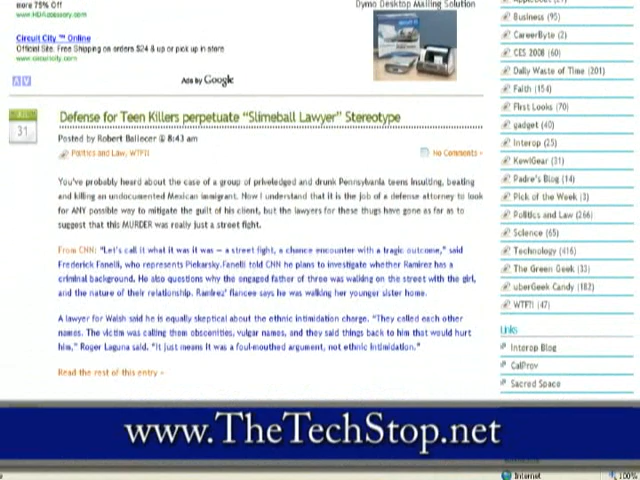 more 75% Off
www.HDAccessory.com
Circuit City ™ Online
Official Site. Free Shipping on orders $24 & up or pick up in store
www.circuitcity.com
Ads by Google
Dymo Desktop Mailing Solution
31
Defense for Teen Killers perpetuate “Slimeball Lawyer” Stereotype
Posted by Robert Ballecer @ 8:43 am
Politics and Law, WTF?!
No Comments »
You've probably heard about the case of a group of priveledged and drunk Pennsylvania teens insulting, beating
and killing an undocumented Mexican immigrant. Now I understand that it is the job of a defense attorney to look
for ANY possible way to mitigate the guilt of his client, but the lawyers for these thugs have gone as far as to
suggest that this MURDER was really just a street fight.
From CNN: "Let's call it what it was it was — a street fight, a chance encounter with a tragic outcome," said
Frederick Fanelli, who represents Piekarsky.Fanelli told CNN he plans to investigate whether Ramirez has a
criminal background. He also questions why the engaged father of three was walking on the street with the girl,
and the nature of their relationship. Ramirez' fiancee says he was walking her younger sister home.
A lawyer for Walsh said he is equally skeptical about the ethnic intimidation charge. "They called each other
names. The victim was calling them obscenities, vulgar names, and they said things back to him that would hurt
him," Roger Laguna said. "It just means it was a foul-mouthed argument, not ethnic intimidation."
Read the rest of this entry »
Business (95)
CareerByte (2)
CES 2008 (60)
Daily Waste of Time (201)
Faith (154)
First Looks (70)
gadget (40)
Interop (25)
KewlGear (31)
Padre's Blog (14)
Pick of the Week (3)
Politics and Law (266)
Science (65)
Technology (416)
The Green Geek (33)
uberGeek Candy (182)
WTF?! (47)
Links
Interop Blog
CalProv
Sacred Space
www.TheTechStop.net
Internet
100%